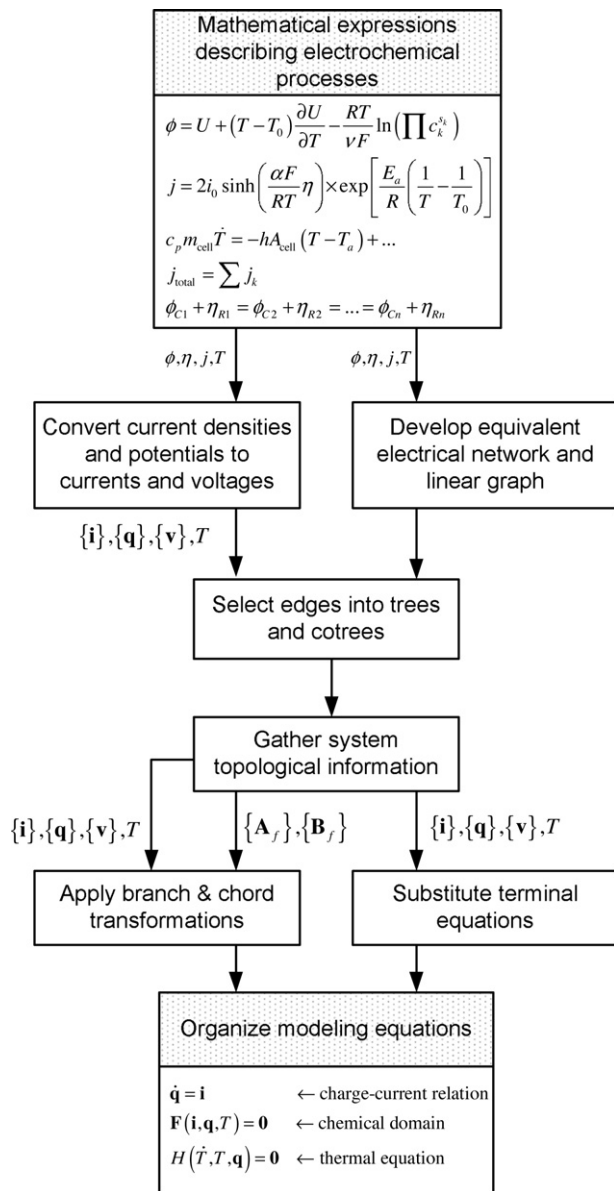 Mathematical expressions
describing electrochemical
processes
ϕ = U + (T − T₀) ∂U/∂T − RT/νF ln(∏ c_k^{s_k})
j = 2i₀ sinh(αF/RT η) × exp[E_a/R (1/T − 1/T₀)]
c_p m_cell Ṫ = −hA_cell (T − T_a) + ...
j_total = ∑ j_k
ϕ_C1 + η_R1 = ϕ_C2 + η_R2 = ... = ϕ_Cn + η_Rn
ϕ, η, j, T
ϕ, η, j, T
Convert current densities
and potentials to
currents and voltages
Develop equivalent
electrical network and
linear graph
{i},{q},{v},T
Select edges into trees
and cotrees
Gather system
topological information
{i},{q},{v},T
{A_f},{B_f}
{i},{q},{v},T
Apply branch & chord
transformations
Substitute terminal
equations
Organize modeling equations
q̇ = i ← charge-current relation
F(i,q,T) = 0 ← chemical domain
H(Ṫ,T,q) = 0 ← thermal equation